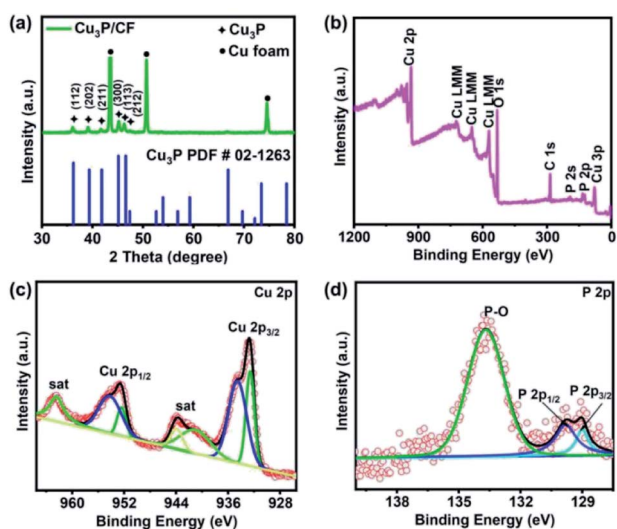 (a)
Cu₃P/CF
✦ Cu₃P
● Cu foam
(112)
(202)
(211)
(300)
(113)
(212)
Cu₃P PDF # 02-1263
Intensity (a.u.)
30 40 50 60 70 80
2 Theta (degree)
(b)
Cu 2p
Cu LMM
Cu LMM
Cu LMM
O 1s
C 1s
P 2s
P 2p
Cu 3p
Intensity (a.u.)
1200 900 600 300 0
Binding Energy (eV)
(c)
Cu 2p
Cu 2p₃/₂
Cu 2p₁/₂
sat
sat
Intensity (a.u.)
960 952 944 936 928
Binding Energy (eV)
(d)
P 2p
P-O
P 2p₁/₂
P 2p₃/₂
Intensity (a.u.)
138 135 132 129
Binding Energy (eV)